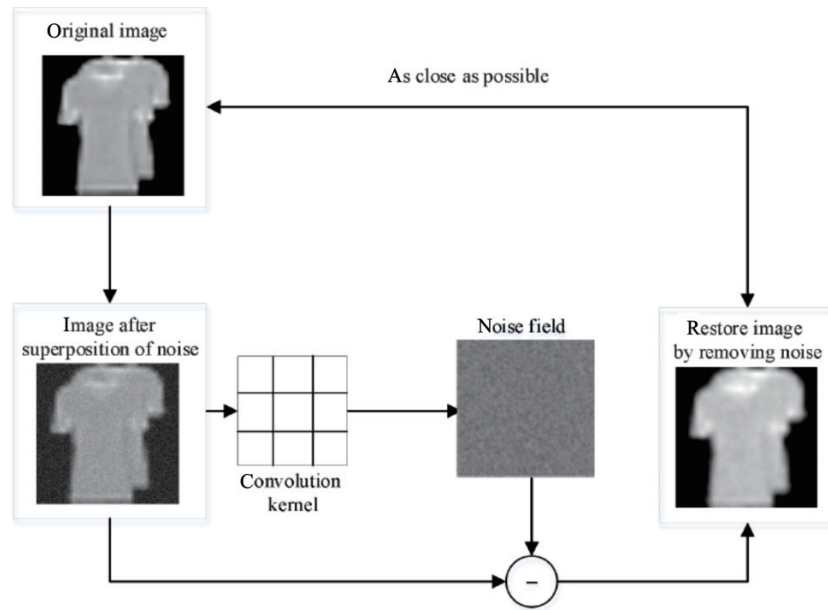 Original image
As close as possible
Image after
superposition of noise
Convolution
kernel
Noise field
Restore image
by removing noise
−